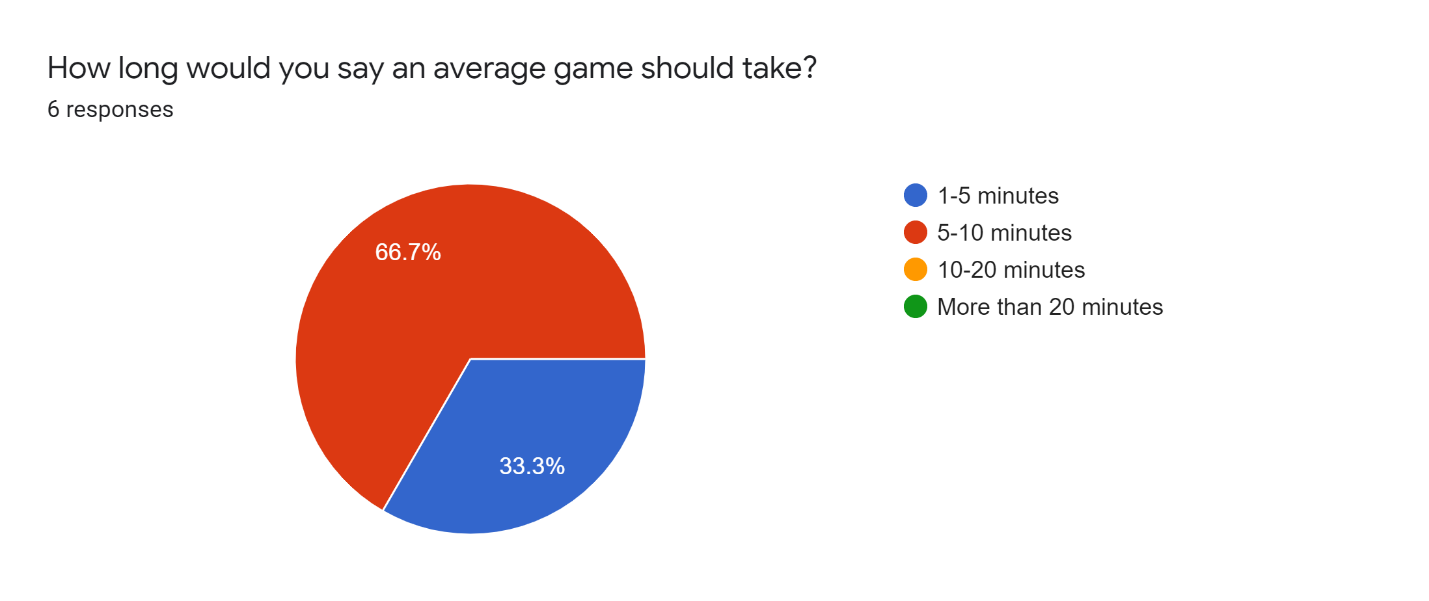 How long would you say an average game should take?
6 responses
66.7%
33.3%
1-5 minutes
5-10 minutes
10-20 minutes
More than 20 minutes